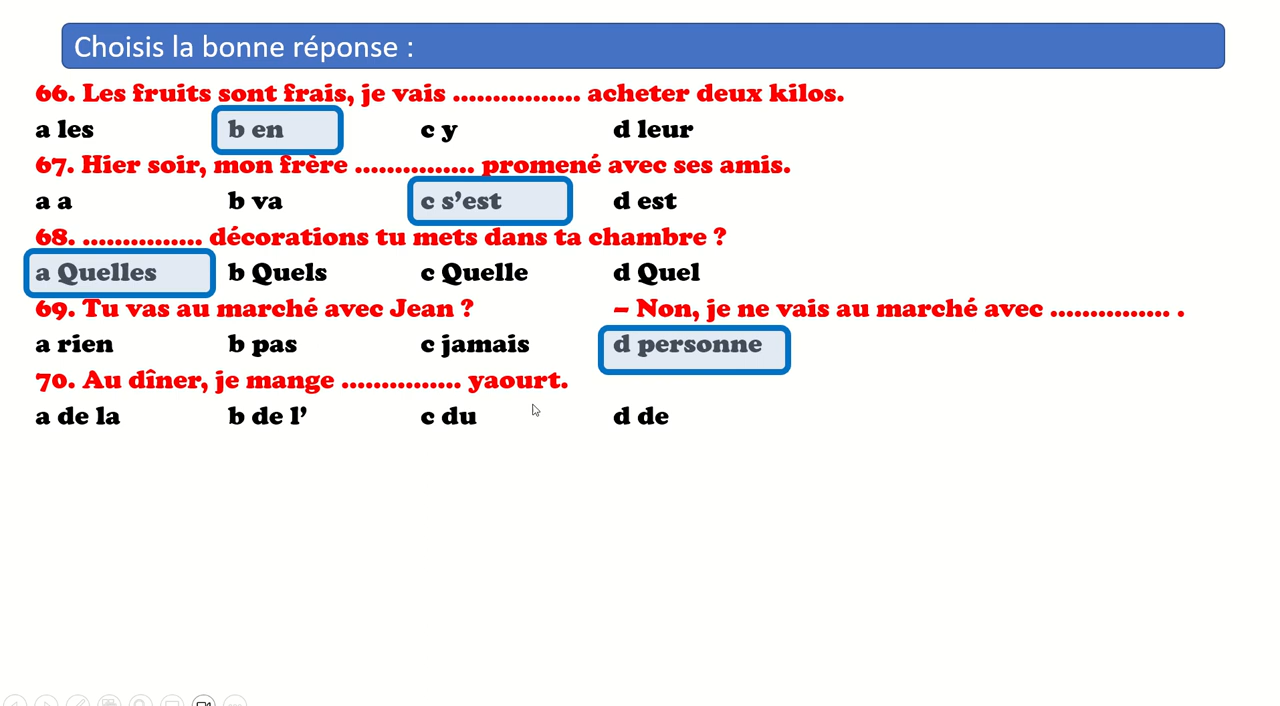 Choisis la bonne réponse :
66. Les fruits sont frais, je vais ................ acheter deux kilos.
a les b en c y d leur
67. Hier soir, mon frère ............... promené avec ses amis.
a a b va c s’est d est
68. ............... décorations tu mets dans ta chambre ?
a Quelles b Quels c Quelle d Quel
69. Tu vas au marché avec Jean ? – Non, je ne vais au marché avec ............... .
a rien b pas c jamais d personne
70. Au dîner, je mange ............... yaourt.
a de la b de l’ c du d de